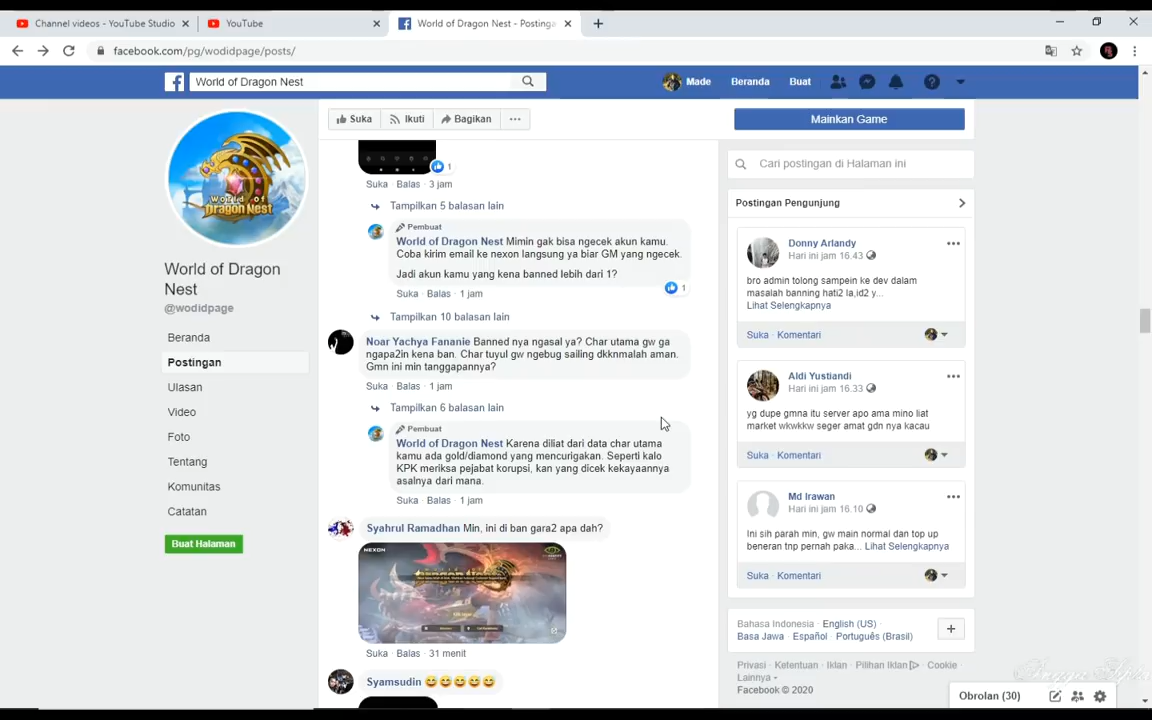 Channel videos - YouTube Studio
YouTube
World of Dragon Nest - Postinga
facebook.com/pg/wodidpage/posts/
World of Dragon Nest
Made
Beranda
Buat
World of
Dragon Nest
World of Dragon
Nest
@wodidpage
Beranda
Postingan
Ulasan
Video
Foto
Tentang
Komunitas
Catatan
Buat Halaman
Suka
Ikuti
Bagikan
Mainkan Game
1
Suka · Balas · 3 jam
Tampilkan 5 balasan lain
Pembuat
World of Dragon Nest Mimin gak bisa ngecek akun kamu.
Coba kirim email ke nexon langsung ya biar GM yang ngecek.
Jadi akun kamu yang kena banned lebih dari 1?
1
Suka · Balas · 1 jam
Tampilkan 10 balasan lain
Noar Yachya Fananie Banned nya ngasal ya? Char utama gw ga
ngapa2in kena ban. Char tuyul gw ngebug sailing dkknmalah aman.
Gmn ini min tanggapannya?
Suka · Balas · 1 jam
Tampilkan 6 balasan lain
Pembuat
World of Dragon Nest Karena diliat dari data char utama
kamu ada gold/diamond yang mencurigakan. Seperti kalo
KPK meriksa pejabat korupsi, kan yang dicek kekayaannya
asalnya dari mana.
Suka · Balas · 1 jam
Syahrul Ramadhan Min, ini di ban gara2 apa dah?
NEXON
Suka · Balas · 31 menit
Syamsudin 😅😅😅😅😅
Cari postingan di Halaman ini
Postingan Pengunjung
Donny Arlandy
Hari ini jam 16.43
bro admin tolong sampein ke dev dalam
masalah banning hati2 la,id2 y...
Lihat Selengkapnya
Suka · Komentari
Aldi Yustiandi
Hari ini jam 16.33
yg dupe gmna itu server apo ama mino liat
market wkwkkw seger amat gdn nya kacau
Suka · Komentari
Md Irawan
Hari ini jam 16.10
Ini sih parah min, gw main normal dan top up
beneran tnp pernah paka... Lihat Selengkapnya
Suka · Komentari
Bahasa Indonesia · English (US) ·
Basa Jawa · Español · Português (Brasil)
Privasi · Ketentuan · Iklan · Pilihan Iklan · Cookie ·
Lainnya
Facebook © 2020
Obrolan (30)